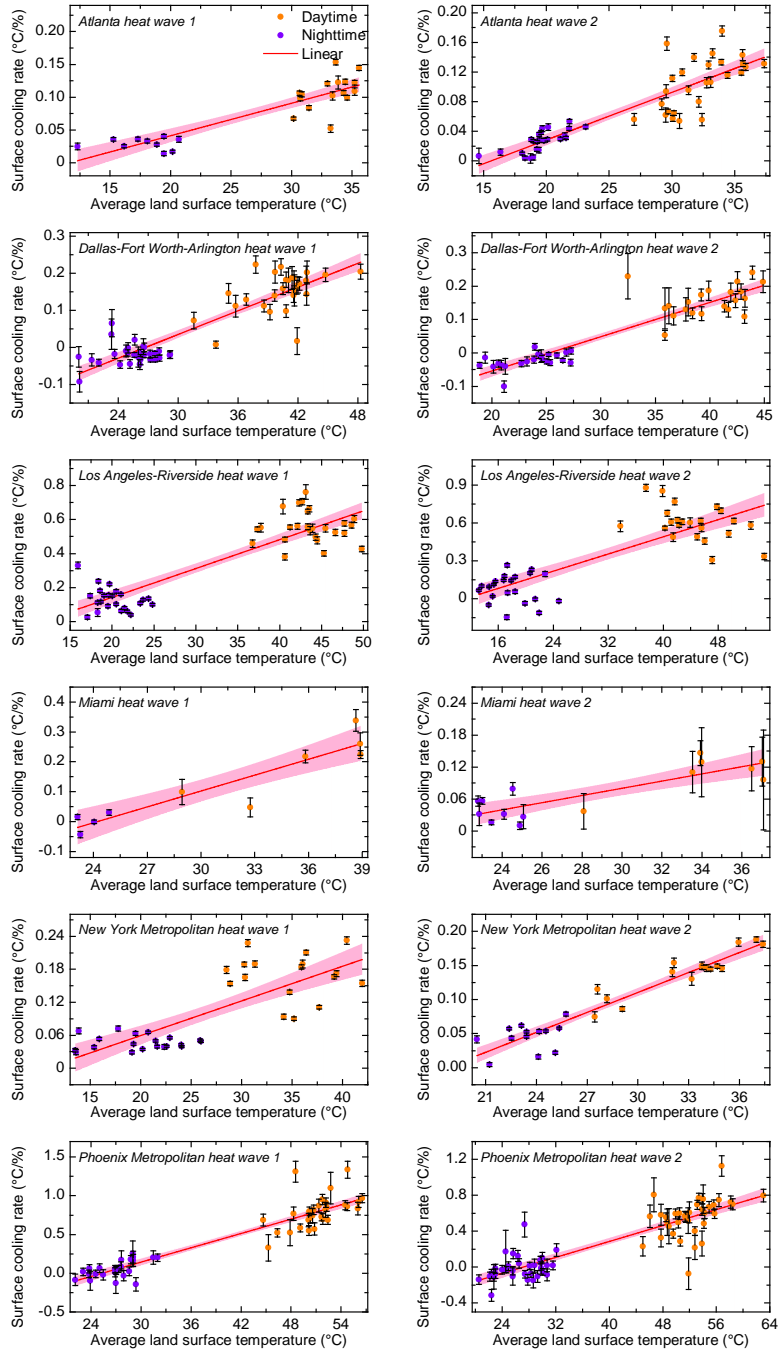 Atlanta heat wave 1
Daytime
Nighttime
Linear
0.20
0.15
0.10
0.05
0
Surface cooling rate (°C/%)
15 20 25 30 35
Average land surface temperature (°C)
Atlanta heat wave 2
0.20
0.16
0.12
0.08
0.04
0
Surface cooling rate (°C/%)
15 20 25 30 35
Average land surface temperature (°C)
Dallas-Fort Worth-Arlington heat wave 1
0.3
0.2
0.1
0
-0.1
Surface cooling rate (°C/%)
24 30 36 42 48
Average land surface temperature (°C)
Dallas-Fort Worth-Arlington heat wave 2
0.3
0.2
0.1
0
-0.1
Surface cooling rate (°C/%)
20 25 30 35 40 45
Average land surface temperature (°C)
Los Angeles-Riverside heat wave 1
0.8
0.6
0.4
0.2
0
Surface cooling rate (°C/%)
15 20 25 30 35 40 45 50
Average land surface temperature (°C)
Los Angeles-Riverside heat wave 2
0.9
0.6
0.3
0
Surface cooling rate (°C/%)
16 24 32 40 48
Average land surface temperature (°C)
Miami heat wave 1
0.4
0.3
0.2
0.1
0
-0.1
Surface cooling rate (°C/%)
24 27 30 33 36 39
Average land surface temperature (°C)
Miami heat wave 2
0.24
0.18
0.12
0.06
0
Surface cooling rate (°C/%)
24 26 28 30 32 34 36
Average land surface temperature (°C)
New York Metropolitan heat wave 1
0.24
0.18
0.12
0.06
0
Surface cooling rate (°C/%)
15 20 25 30 35 40
Average land surface temperature (°C)
New York Metropolitan heat wave 2
0.20
0.15
0.10
0.05
0.00
Surface cooling rate (°C/%)
21 24 27 30 33 36
Average land surface temperature (°C)
Phoenix Metropolitan heat wave 1
1.5
1.0
0.5
0
-0.5
Surface cooling rate (°C/%)
24 30 36 42 48 54
Average land surface temperature (°C)
Phoenix Metropolitan heat wave 2
1.2
0.8
0.4
0
-0.4
Surface cooling rate (°C/%)
24 32 40 48 56 64
Average land surface temperature (°C)